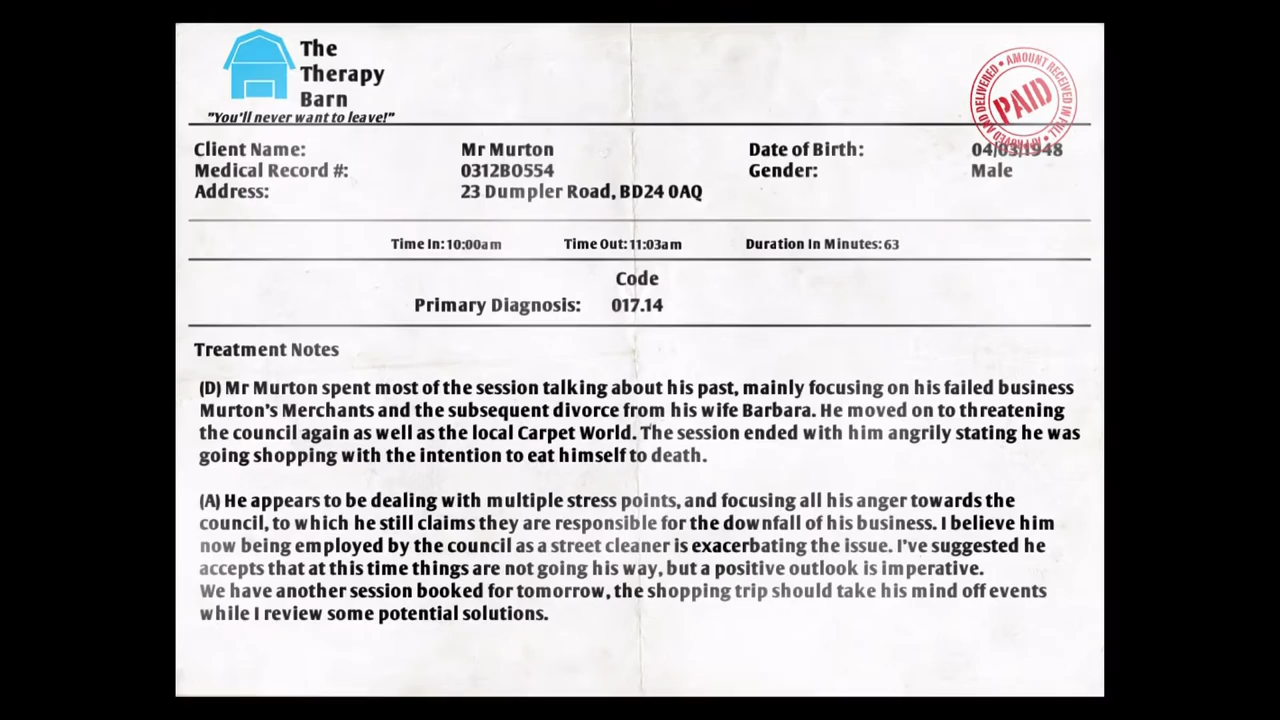 The
Therapy
Barn
"You'll never want to leave!"
AMOUNT RECEIVED IN FULL • APPROVED AND DELIVERED •
PAID
Client Name: Mr Murton Date of Birth: 04/03/1948
Medical Record #: 0312BO554 Gender: Male
Address: 23 Dumpler Road, BD24 0AQ
Time In: 10:00am Time Out: 11:03am Duration In Minutes: 63
Code
Primary Diagnosis: 017.14
Treatment Notes
(D) Mr Murton spent most of the session talking about his past, mainly focusing on his failed business
Murton's Merchants and the subsequent divorce from his wife Barbara. He moved on to threatening
the council again as well as the local Carpet World. The session ended with him angrily stating he was
going shopping with the intention to eat himself to death.
(A) He appears to be dealing with multiple stress points, and focusing all his anger towards the
council, to which he still claims they are responsible for the downfall of his business. I believe him
now being employed by the council as a street cleaner is exacerbating the issue. I've suggested he
accepts that at this time things are not going his way, but a positive outlook is imperative.
We have another session booked for tomorrow, the shopping trip should take his mind off events
while I review some potential solutions.